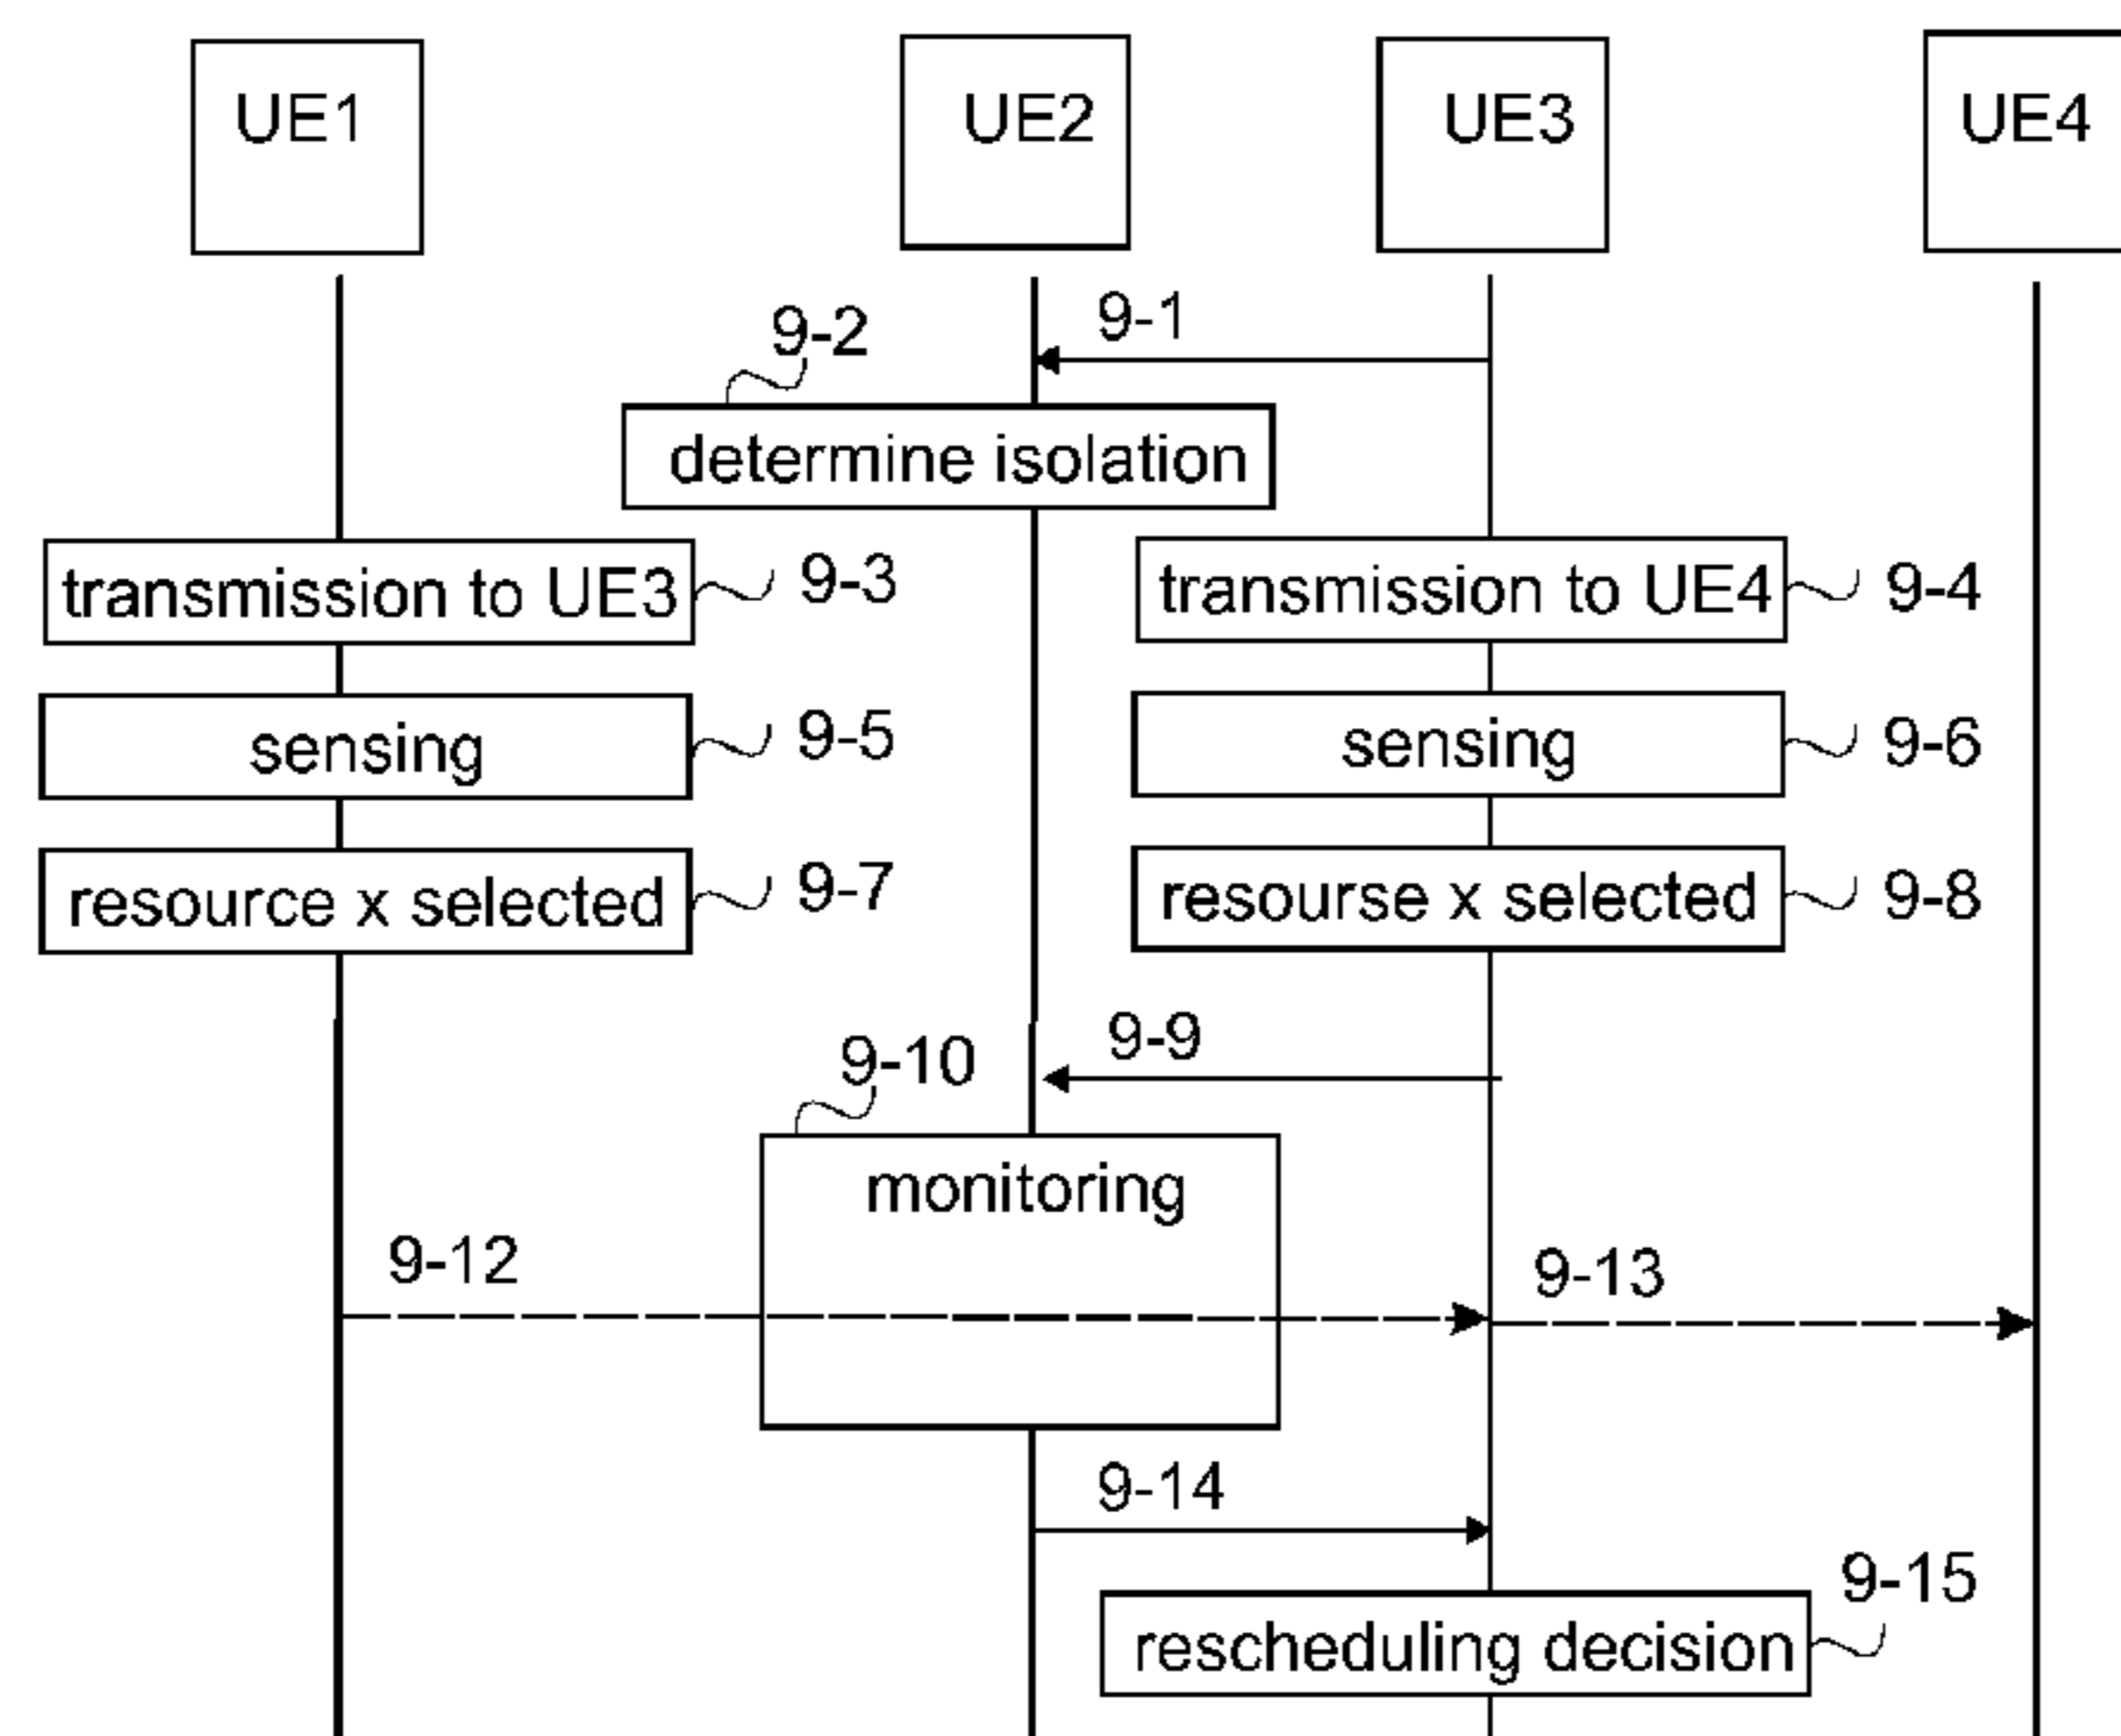 UE1
UE2
UE3
UE4
9-1
9-2
determine isolation
transmission to UE3
9-3
transmission to UE4
9-4
sensing
9-5
sensing
9-6
resource x selected
9-7
resourse x selected
9-8
9-9
9-10
monitoring
9-12
9-13
9-14
9-15
rescheduling decision